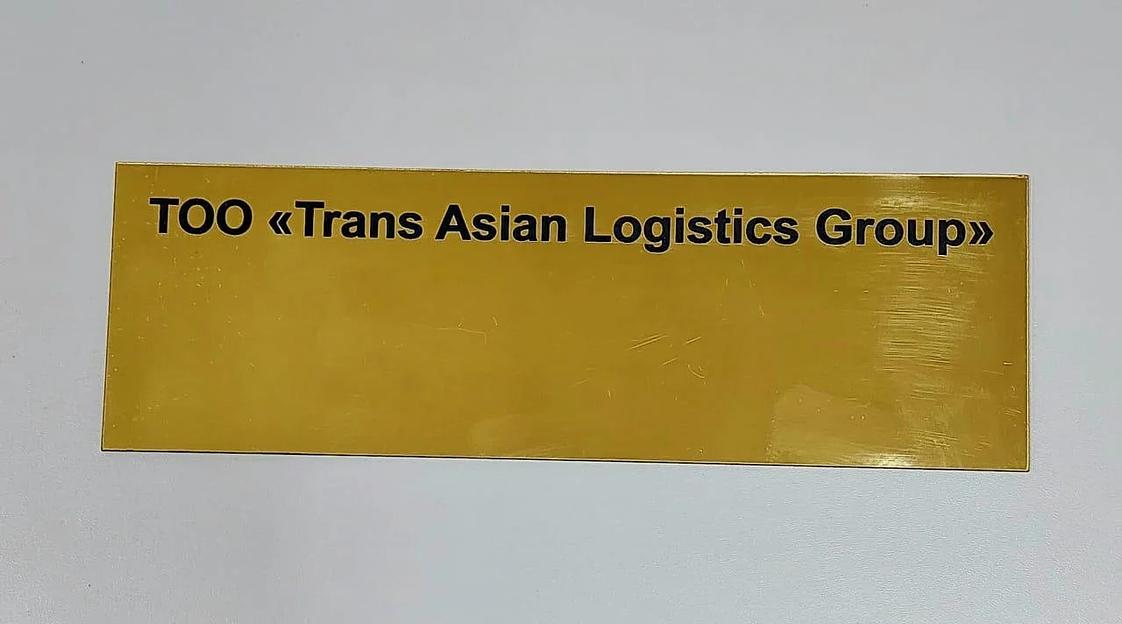 ТОО «Trans Asian Logistics Group»